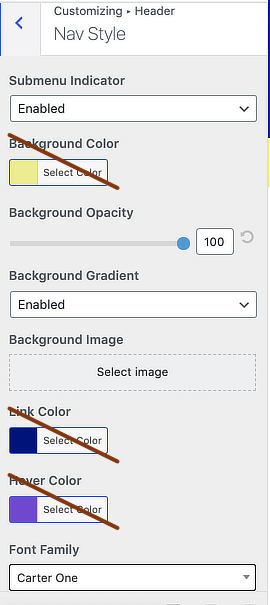 Customizing ▸ Header
Nav Style
Submenu Indicator
Enabled
Background Color
Select Color
Background Opacity
100
Background Gradient
Enabled
Background Image
Select image
Link Color
Select Color
Hover Color
Select Color
Font Family
Carter One